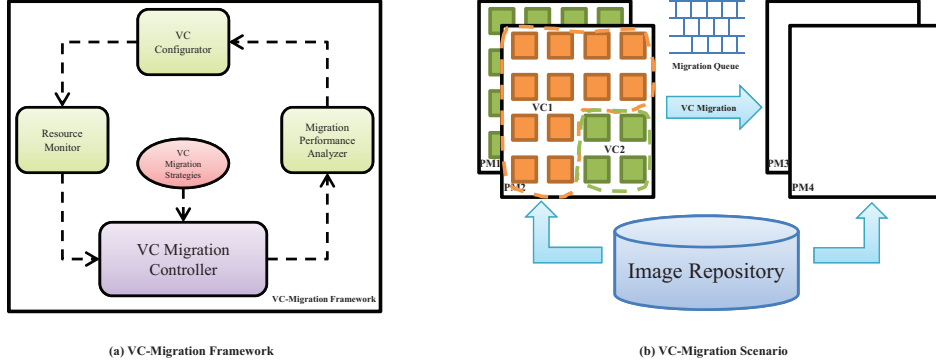 VC
Configurator
Resource
Monitor
VC
Migration
Strategies
Migration
Performance
Analyzer
VC Migration
Controller
VC-Migration Framework
(a) VC-Migration Framework
Migration Queue
VC1
VC Migration
VC2
PM1
PM2
PM3
PM4
Image Repository
(b) VC-Migration Scenario